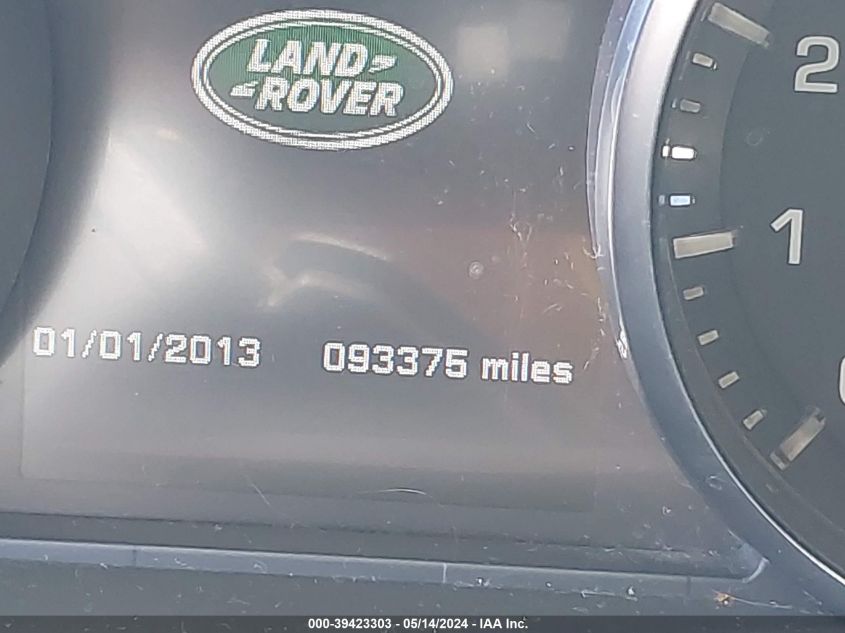 LAND
ROVER
2
1
01/01/2013 093375 miles
000-39423303 - 05/14/2024 - IAA Inc.